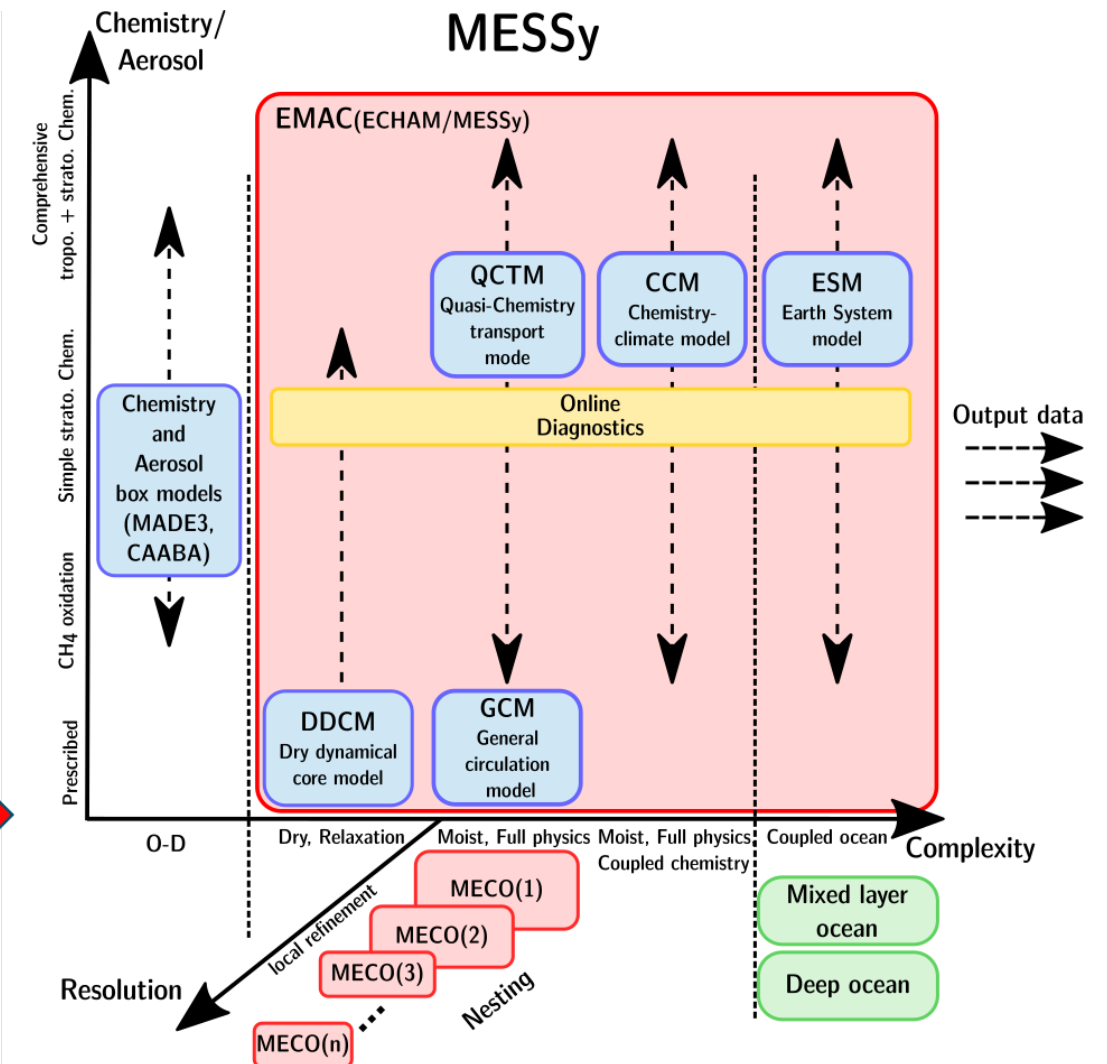 Chemistry/
Aerosol
MESSy
EMAC(ECHAM/MESSy)
Comprehensive
tropo. + strato. Chem.
Simple strato. Chem.
CH4 oxidation
Prescribed
QCTM
Quasi-Chemistry
transport
mode
CCM
Chemistry-
climate model
ESM
Earth System
model
Chemistry
and
Aerosol
box models
(MADE3,
CAABA)
Online
Diagnostics
Output data
DDCM
Dry dynamical
core model
GCM
General
circulation
model
O-D
Dry, Relaxation
Moist, Full physics
Moist, Full physics
Coupled chemistry
Coupled ocean
Complexity
local refinement
Resolution
MECO(1)
MECO(2)
MECO(3)
MECO(n)
Nesting
Mixed layer
ocean
Deep ocean